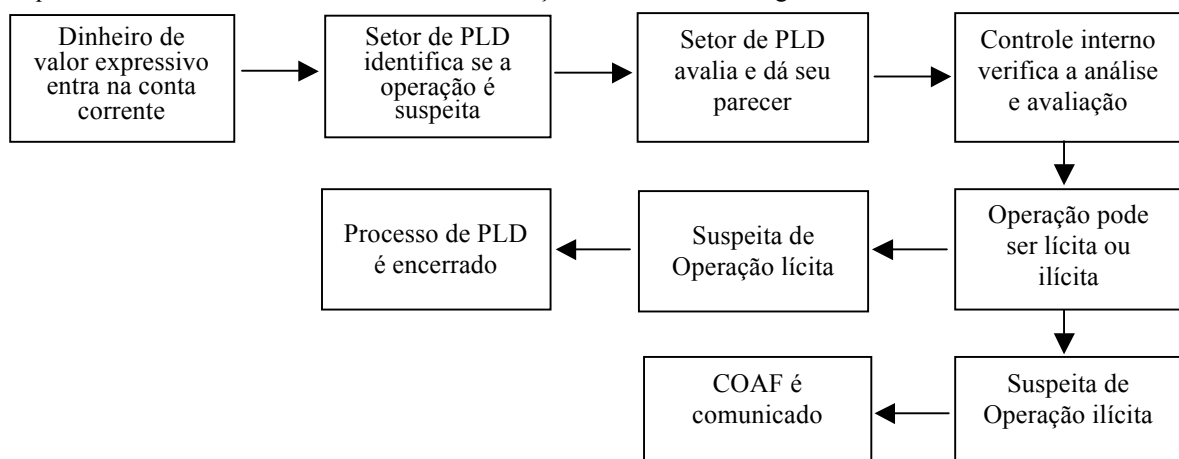 Dinheiro de
valor expressivo
entra na conta
corrente
Setor de PLD
identifica se a
operação é
suspeita
Setor de PLD
avalia e dá seu
parecer
Controle interno
verifica a análise
e avaliação
Operação pode
ser lícita ou
ilícita
Suspeita de
Operação lícita
Processo de PLD
é encerrado
Suspeita de
Operação ilícita
COAF é
comunicado